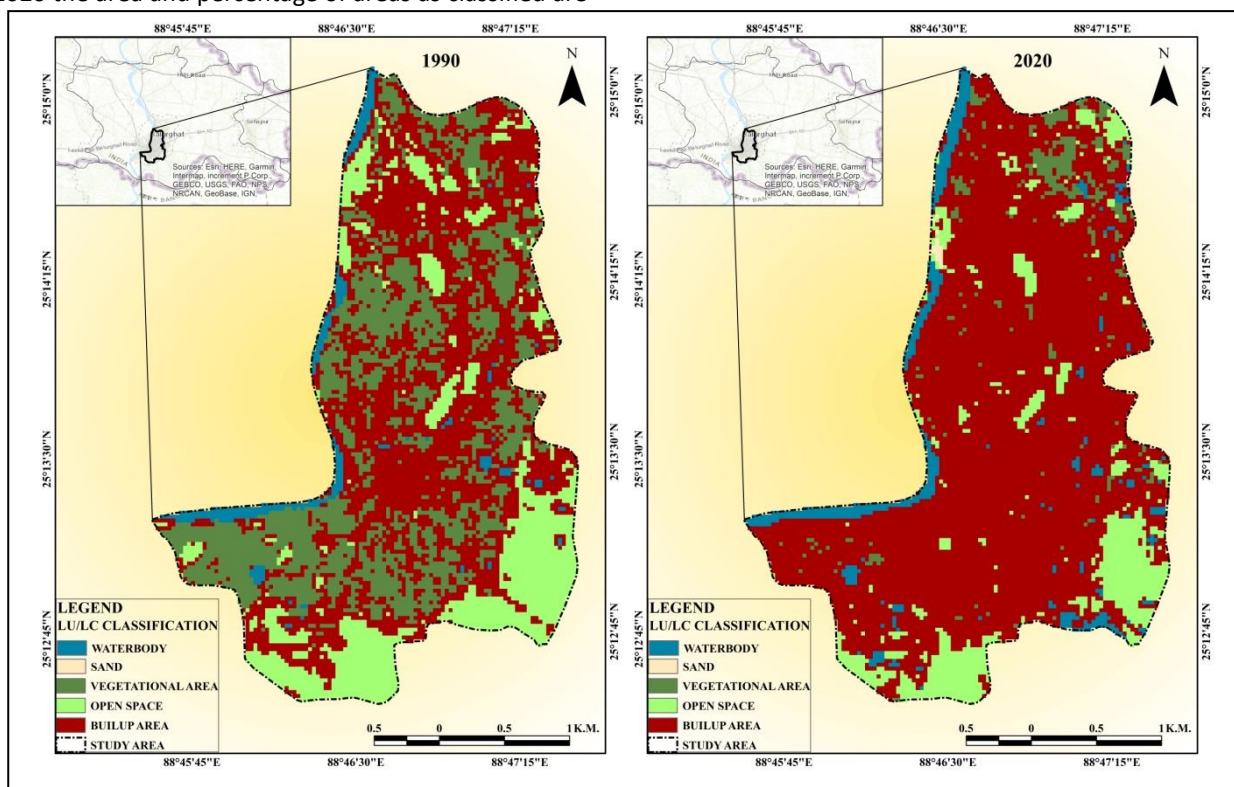 2020 the area and percentage of areas as classified are
88°45'45"E 88°46'30"E 88°47'15"E
1990
N
Hilli Road
INDIA
Sources: Esri, HERE, Garmin,
Intermap, increment P Corp.,
GEBCO, USGS, FAO, NPS,
NRCAN, GeoBase, IGN,
25°15'0"N
25°14'15"N
25°13'30"N
25°12'45"N
25°15'0"N
25°14'15"N
25°13'30"N
25°12'45"N
LEGEND
LU/LC CLASSIFICATION
WATERBODY
SAND
VEGETATIONAL AREA
OPEN SPACE
BUILUP AREA
STUDY AREA
0.5 0 0.5 1 K.M.
88°45'45"E 88°46'30"E 88°47'15"E
88°45'45"E 88°46'30"E 88°47'15"E
2020
N
Hilli Road
INDIA
Sources: Esri, HERE, Garmin,
Intermap, increment P Corp.,
GEBCO, USGS, FAO, NPS,
NRCAN, GeoBase, IGN,
25°15'0"N
25°14'15"N
25°13'30"N
25°12'45"N
25°15'0"N
25°14'15"N
25°13'30"N
25°12'45"N
LEGEND
LU/LC CLASSIFICATION
WATERBODY
SAND
VEGETATIONAL AREA
OPEN SPACE
BUILUP AREA
STUDY AREA
0.5 0 0.5 1 K.M.
88°45'45"E 88°46'30"E 88°47'15"E